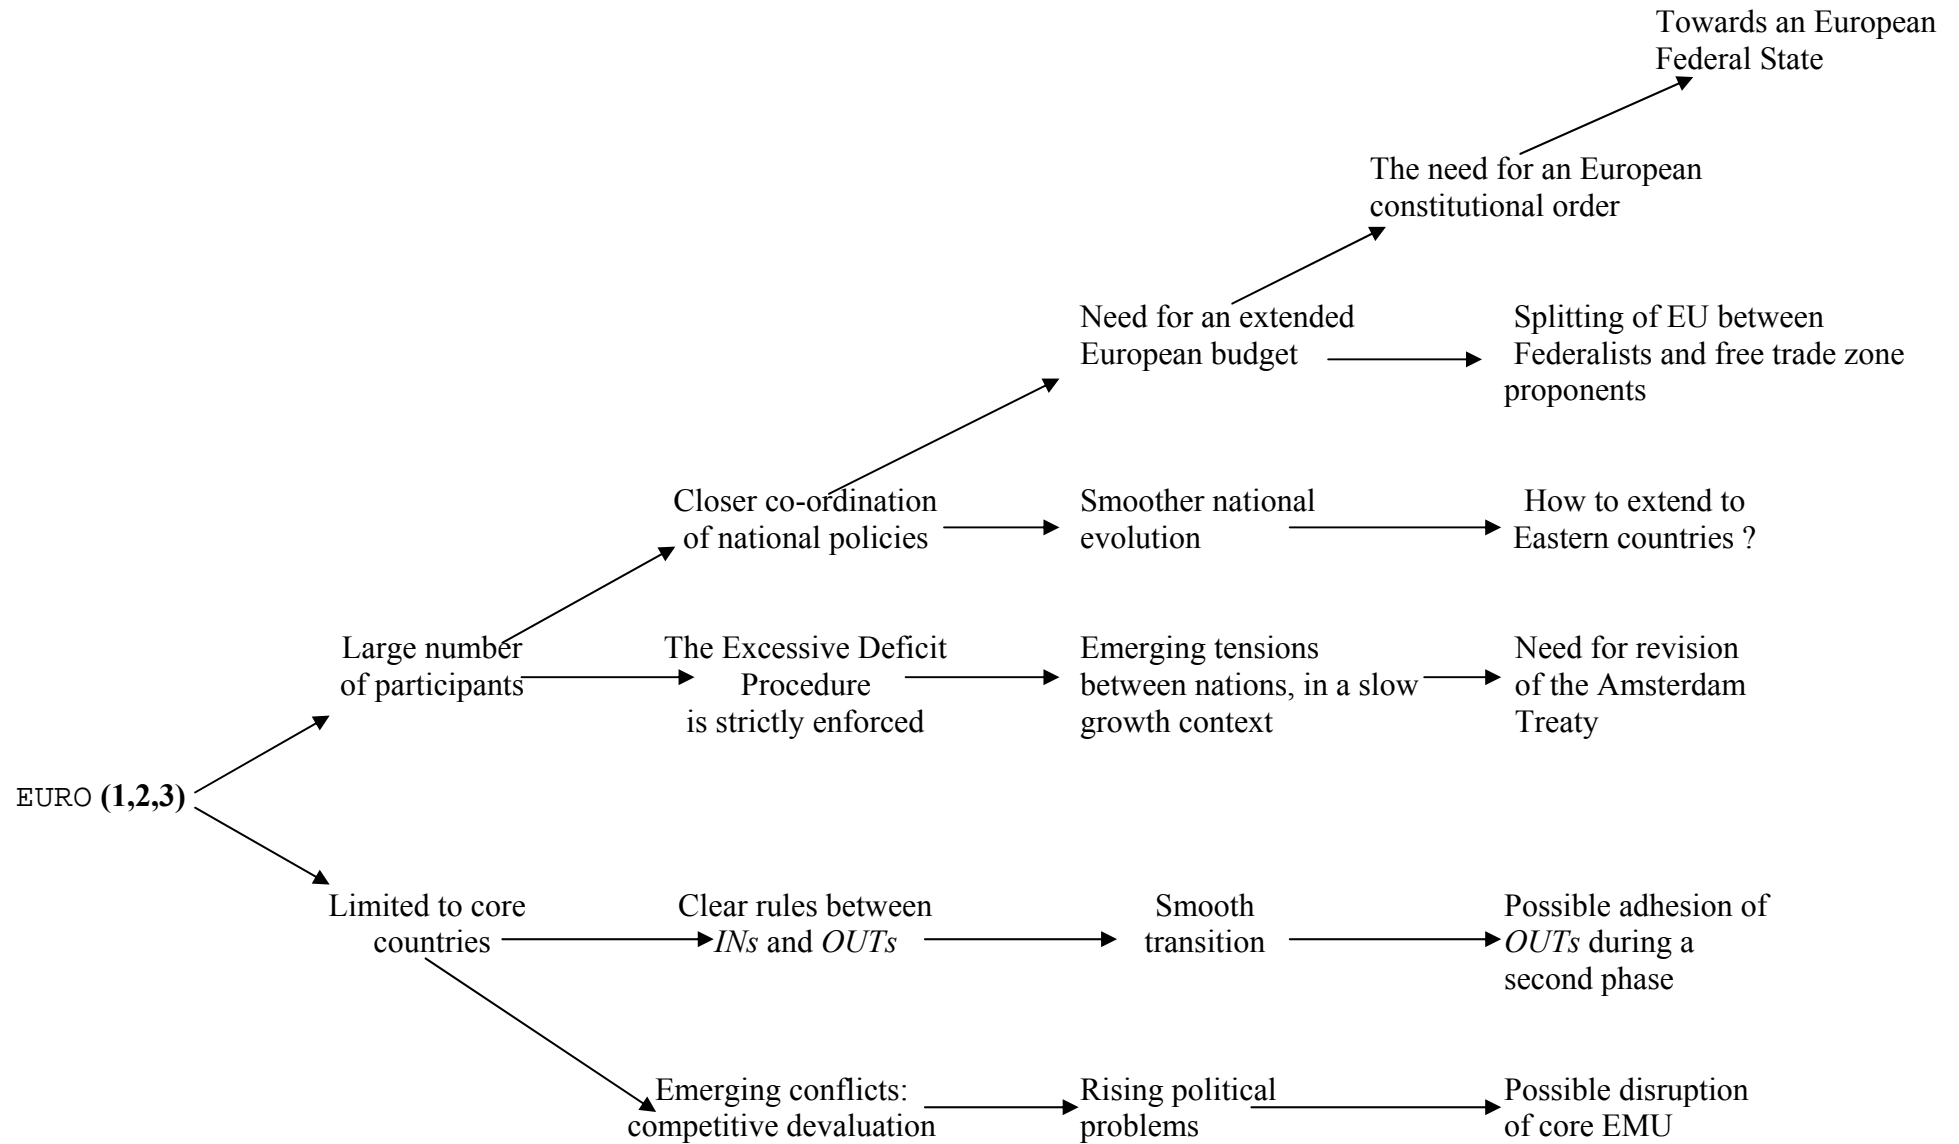 Towards an European
Federal State
The need for an European
constitutional order
Need for an extended
European budget
Splitting of EU between
Federalists and free trade zone
proponents
Closer co-ordination
of national policies
Smoother national
evolution
How to extend to
Eastern countries ?
Large number
of participants
The Excessive Deficit
Procedure
is strictly enforced
Emerging tensions
between nations, in a slow
growth context
Need for revision
of the Amsterdam
Treaty
EURO (1,2,3)
Limited to core
countries
Clear rules between
INs and OUTs
Smooth
transition
Possible adhesion of
OUTs during a
second phase
Emerging conflicts:
competitive devaluation
Rising political
problems
Possible disruption
of core EMU